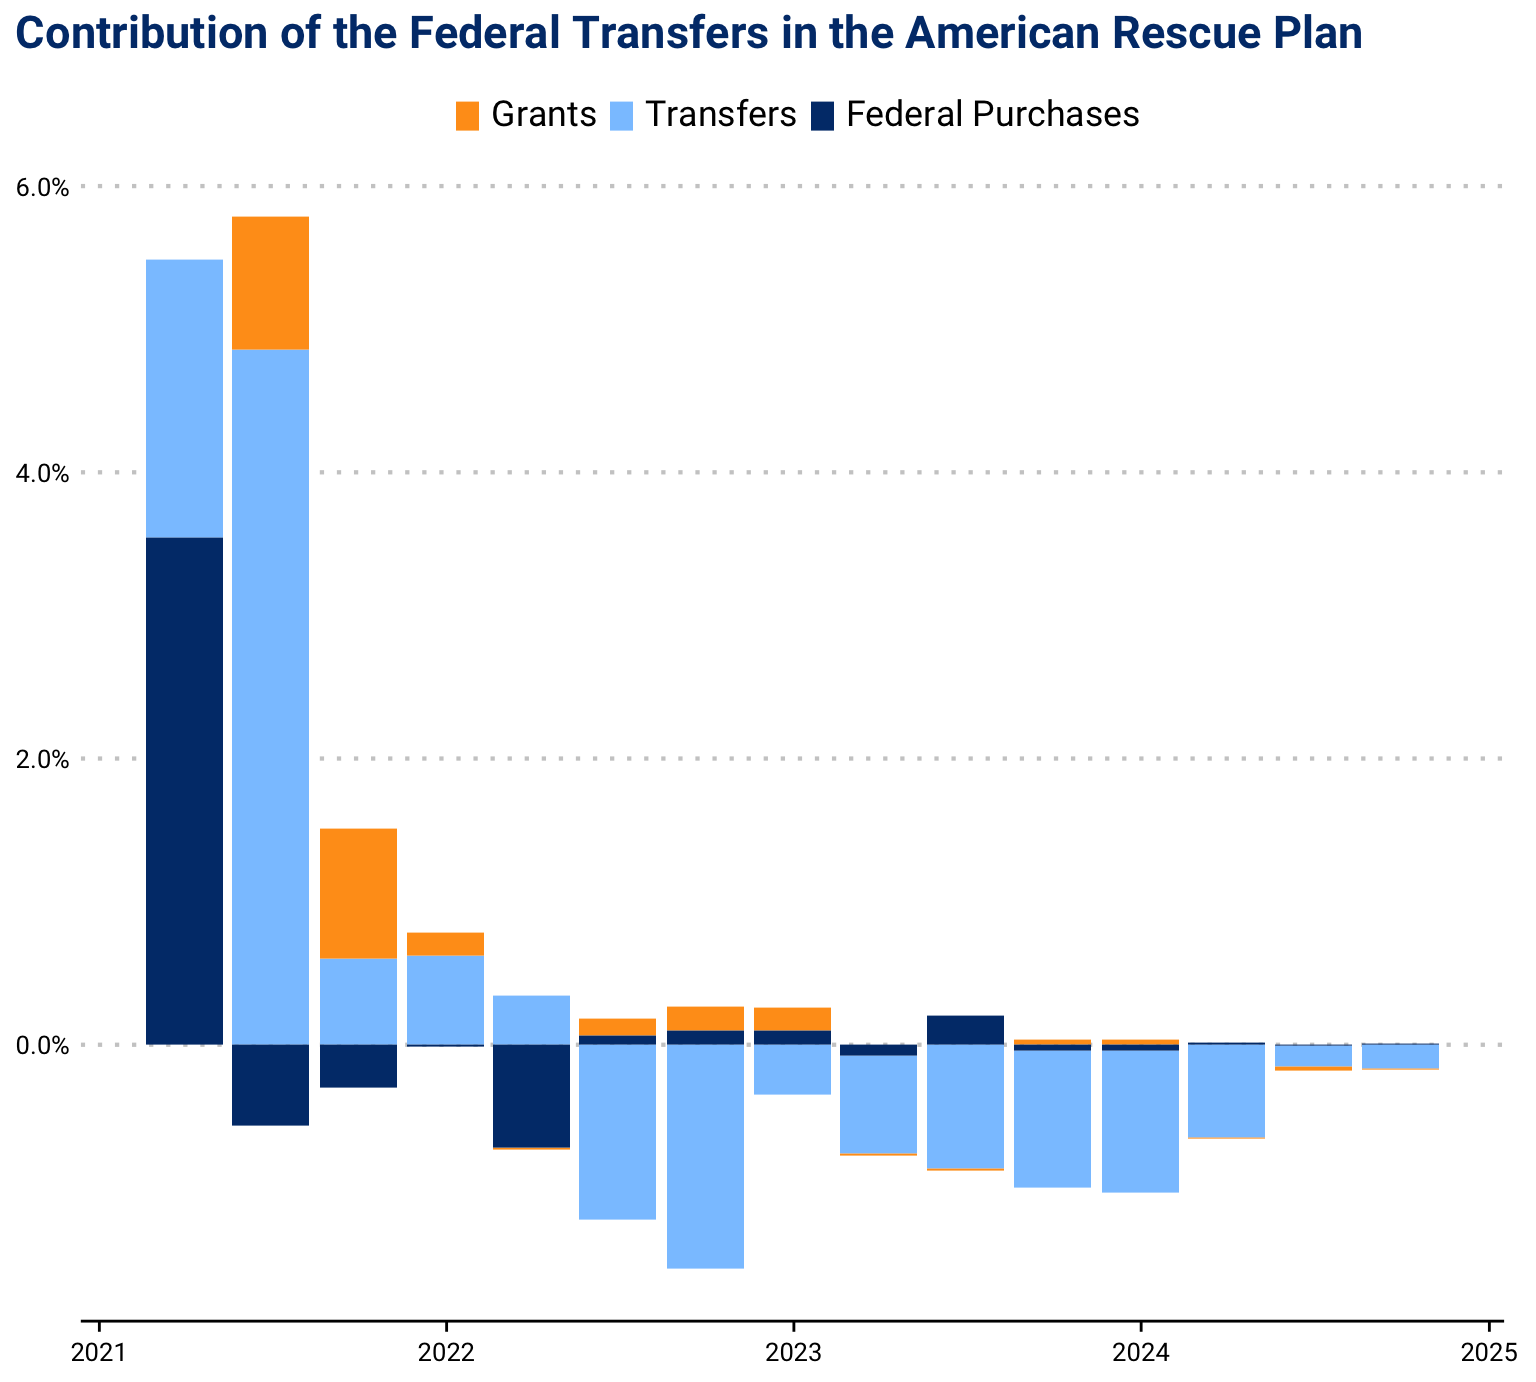 Contribution of the Federal Transfers in the American Rescue Plan
Grants Transfers Federal Purchases
6.0%
4.0%
2.0%
0.0%
2021 2022 2023 2024 2025